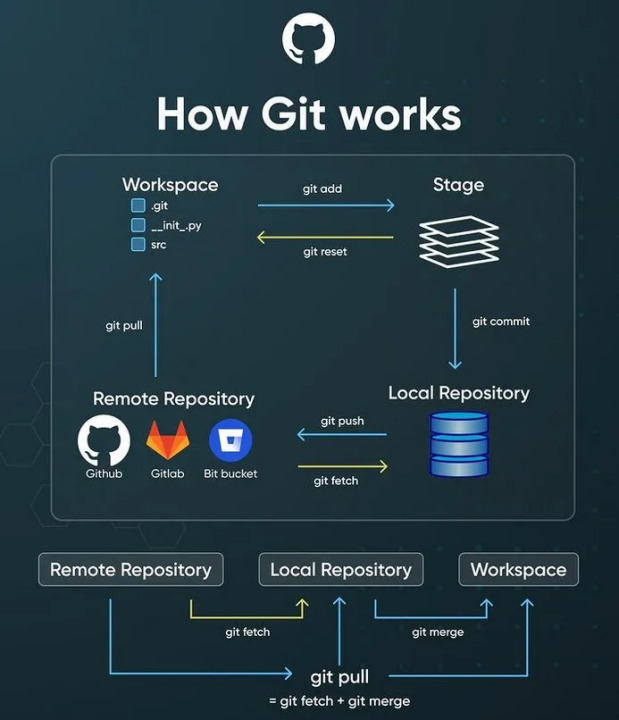 How Git works
Workspace
.git
__init_.py
src
git add
git reset
Stage
git pull
git commit
Remote Repository
Github
Gitlab
Bit bucket
git push
git fetch
Local Repository
Remote Repository
Local Repository
Workspace
git fetch
git merge
git pull
= git fetch + git merge